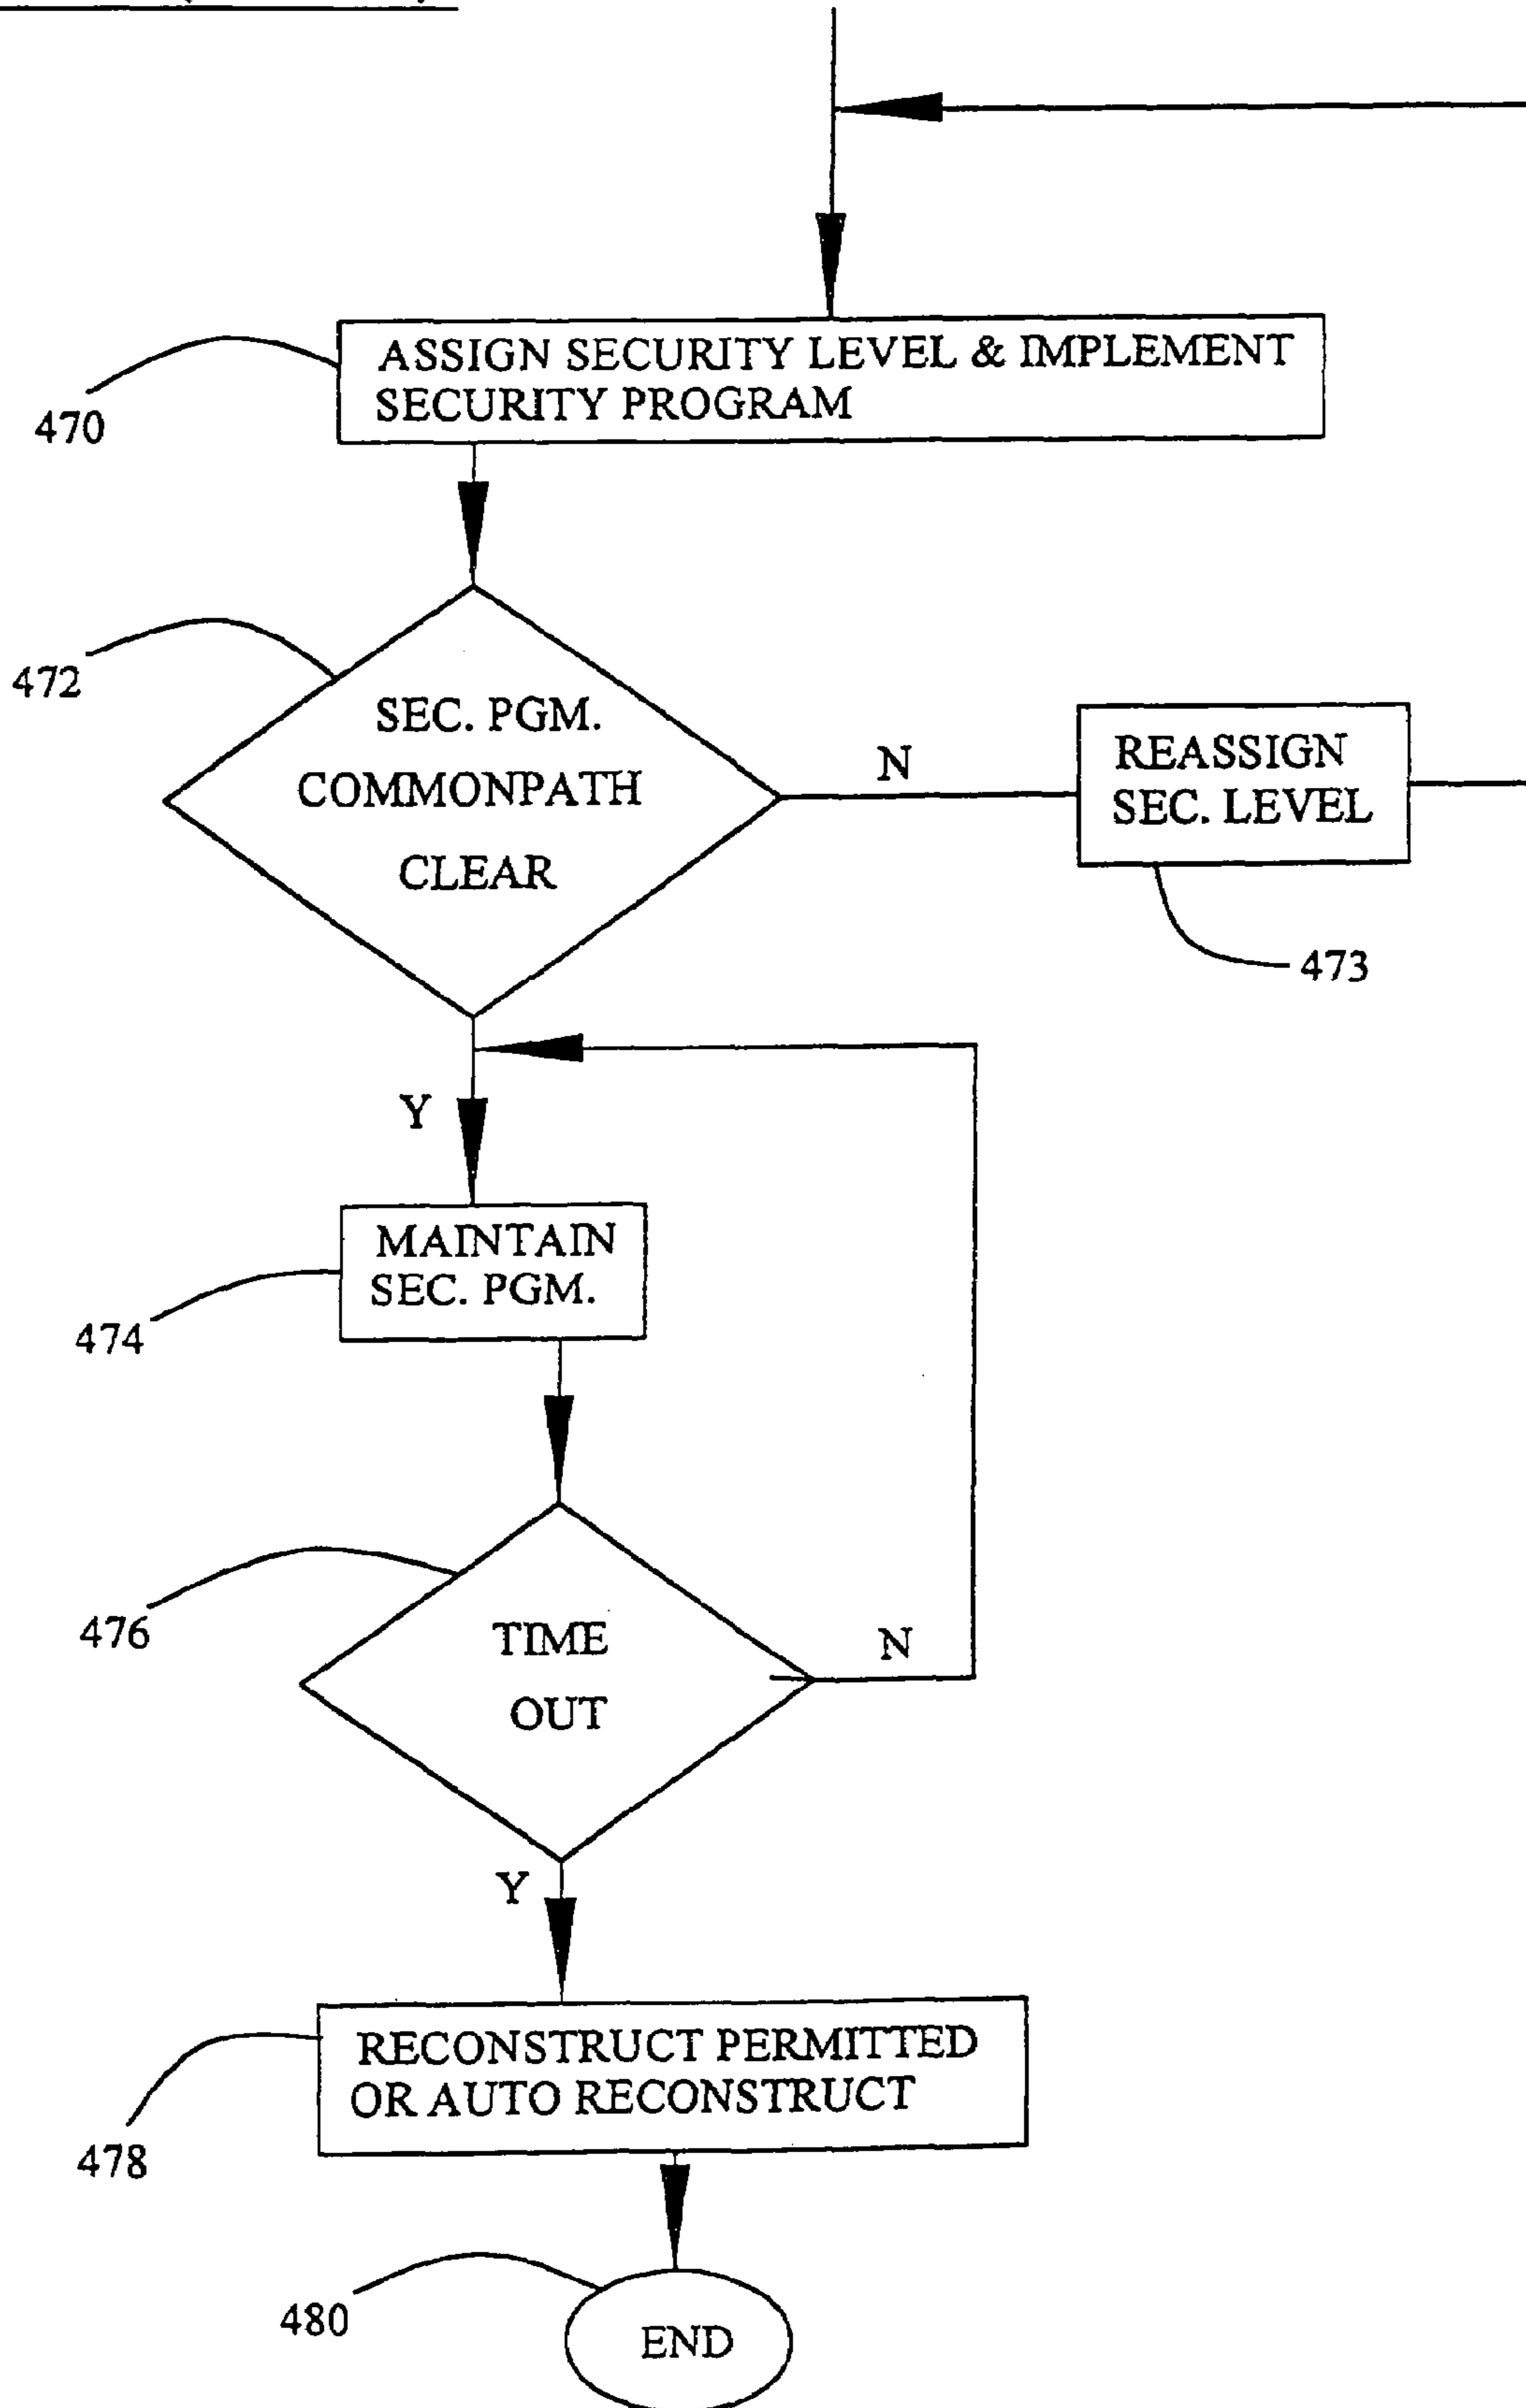 ASSIGN SECURITY LEVEL & IMPLEMENT
SECURITY PROGRAM
470
472
SEC. PGM.
COMMONPATH
CLEAR
N
REASSIGN
SEC. LEVEL
473
Y
MAINTAIN
SEC. PGM.
474
476
TIME
OUT
N
Y
RECONSTRUCT PERMITTED
OR AUTO RECONSTRUCT
478
480
END